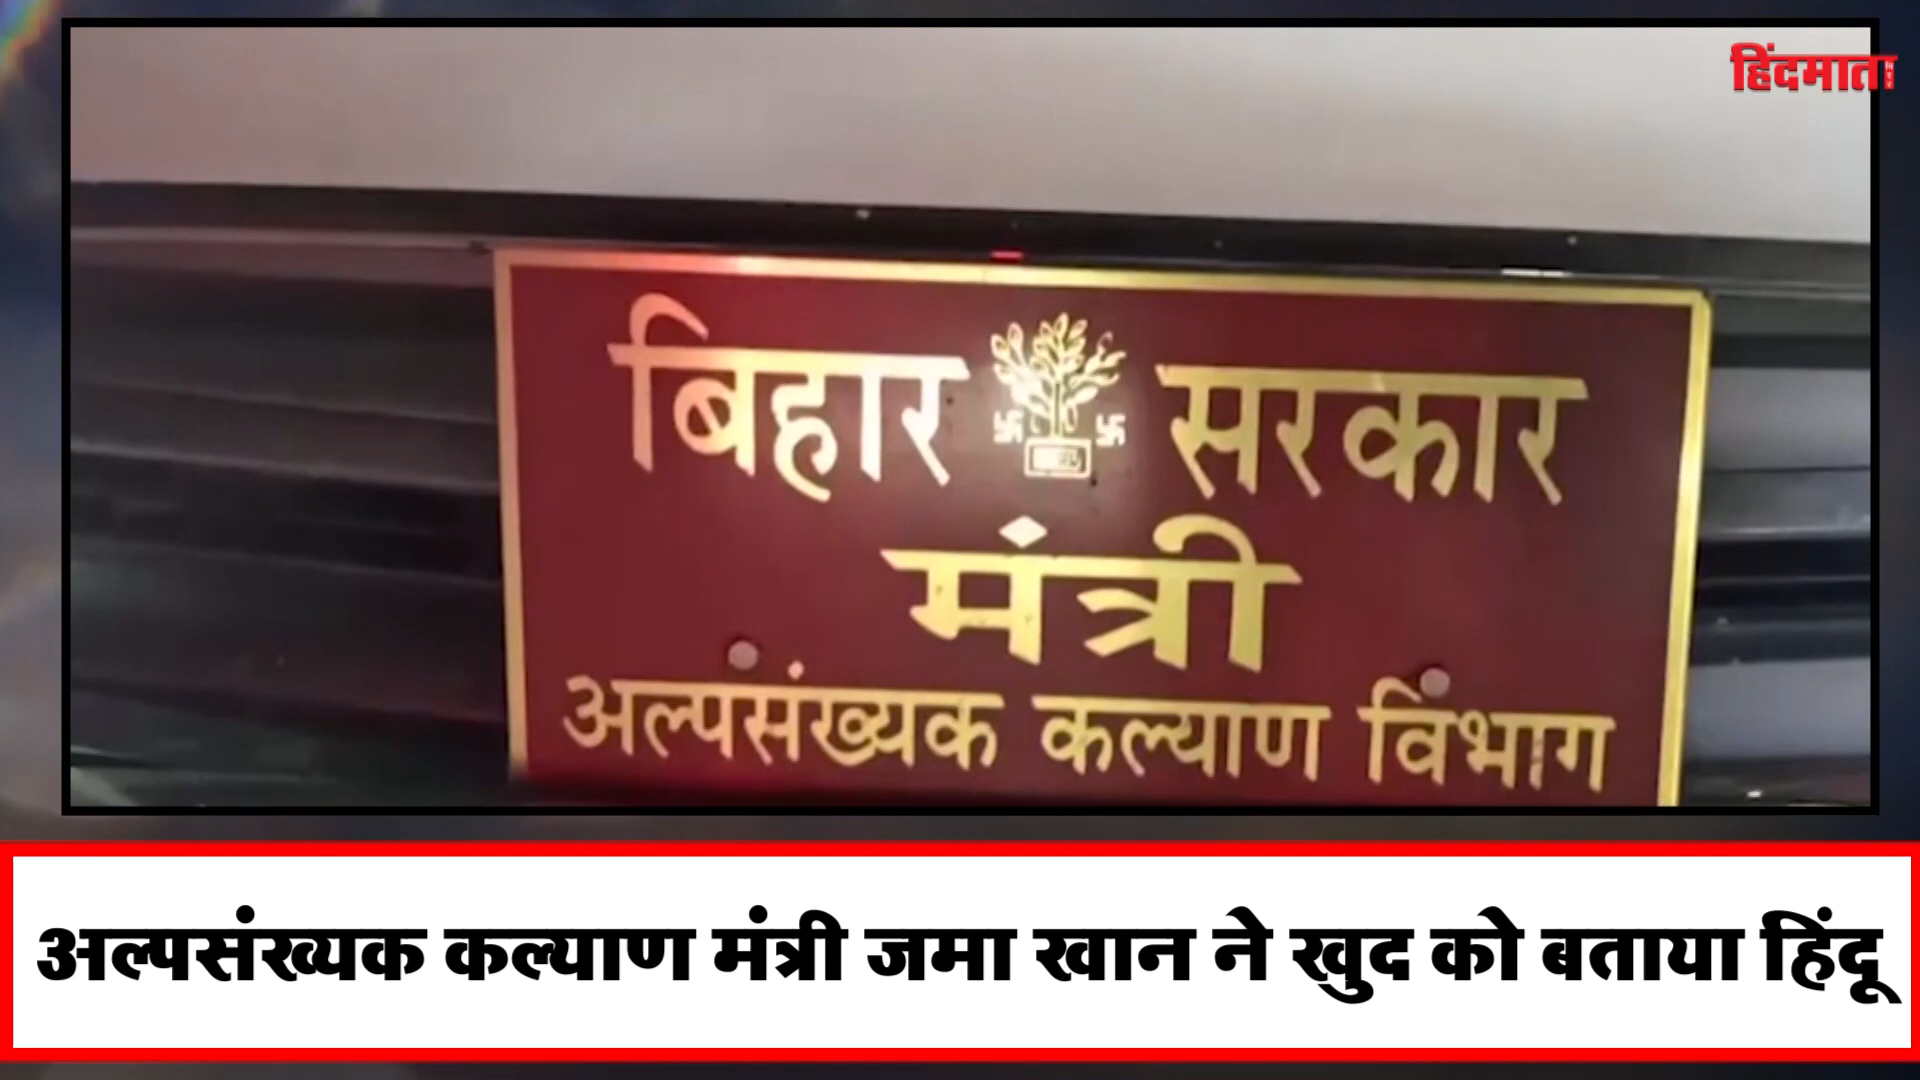 हिंदमाता
बिहार सरकार
मंत्री
अल्पसंख्यक कल्याण विभाग
अल्पसंख्यक कल्याण मंत्री जमा खान ने खुद को बताया हिंदू